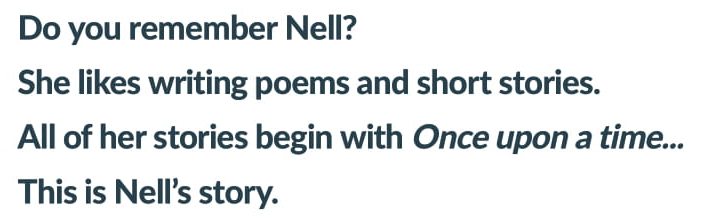 Do you remember Nell?
She likes writing poems and short stories.
All of her stories begin with Once upon a time...
This is Nell’s story.